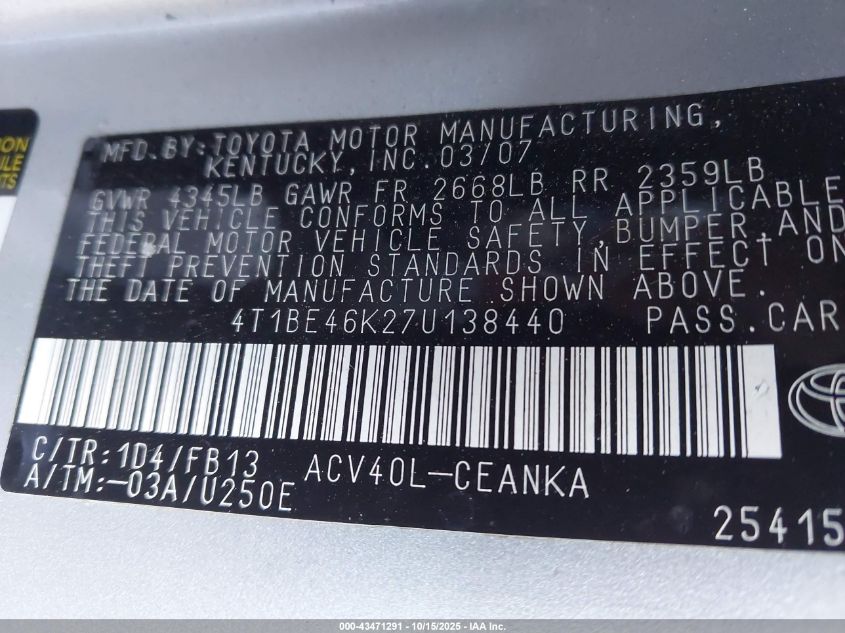 ON
ULE
NTS
MFD. BY: TOYOTA MOTOR MANUFACTURING,
KENTUCKY, INC. 03/07
GVWR 4345LB GAWR FR 2668LB RR 2359LB
THIS VEHICLE CONFORMS TO ALL APPLICABLE
FEDERAL MOTOR VEHICLE SAFETY, BUMPER, AND
THEFT PREVENTION STANDARDS IN EFFECT ON
THE DATE OF MANUFACTURE SHOWN ABOVE.
4T1BE46K27U138440 PASS. CAR
C/TR: 1D4/FB13 ACV40L-CEANKA
A/TM:-03A/U250E
25415
000-43471291 - 10/15/2025 - IAA Inc.